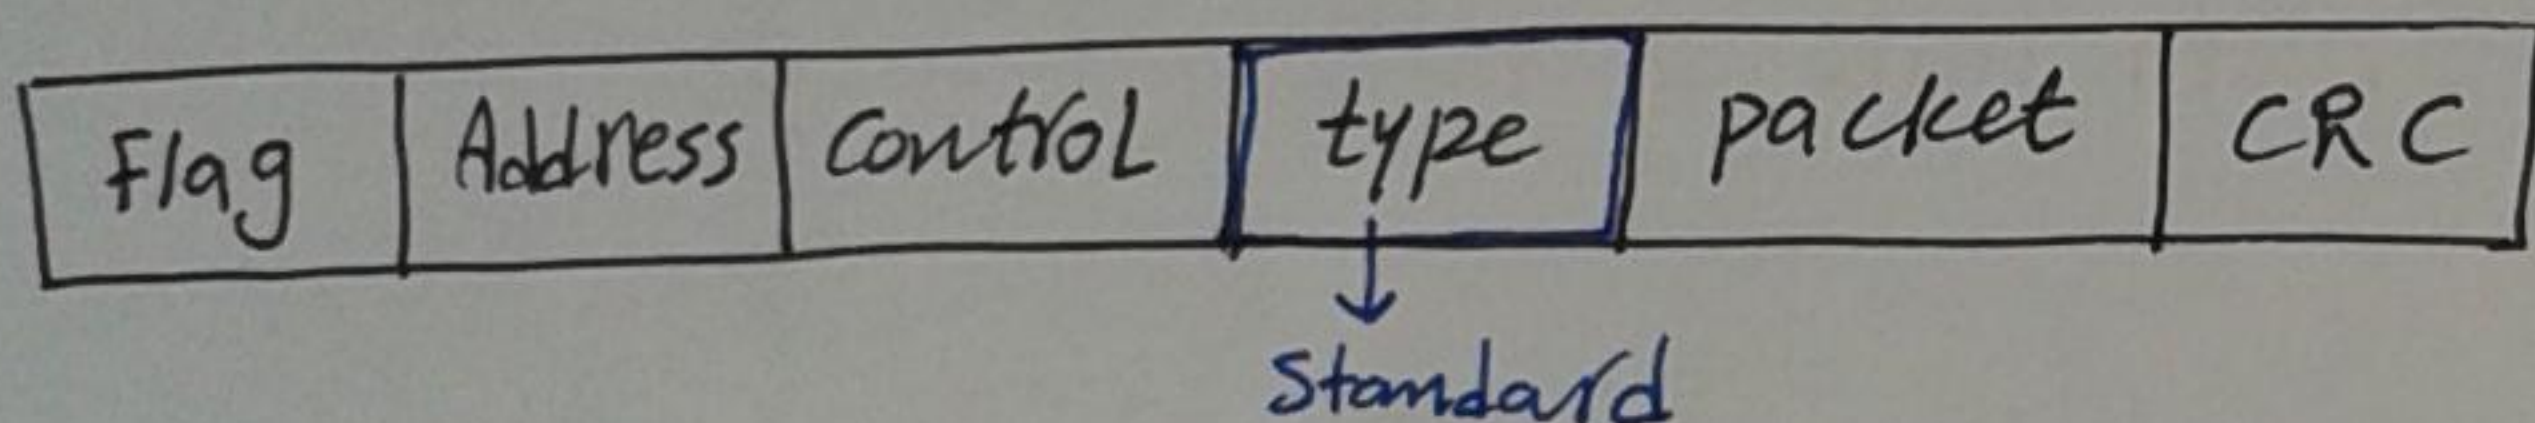 Flag Address Control type packet CRC
Standard